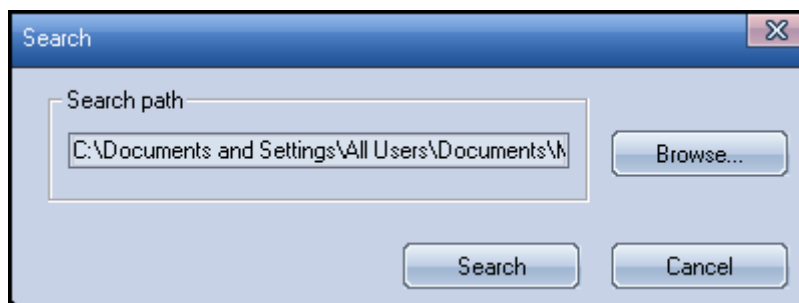 Search
Search path
C:\Documents and Settings\All Users\Documents\M
Browse...
Search
Cancel